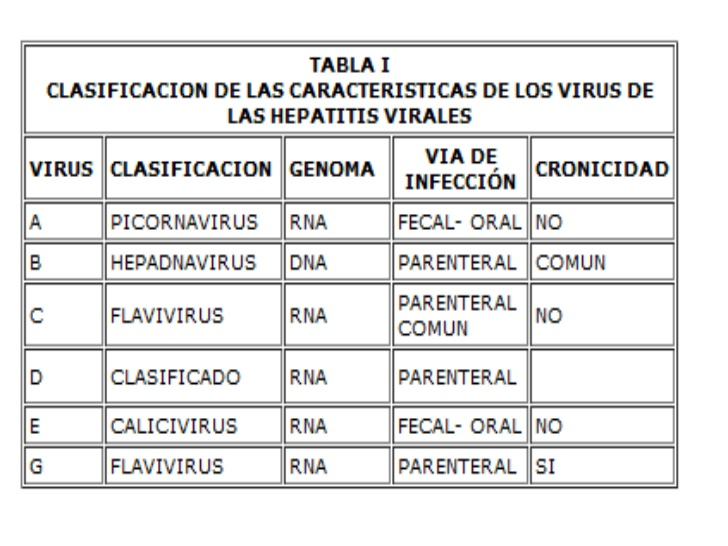 TABLA I
CLASIFICACION DE LAS CARACTERISTICAS DE LOS VIRUS DE
LAS HEPATITIS VIRALES
VIRUS CLASIFICACION GENOMA VIA DE INFECCIÓN CRONICIDAD
A PICORNAVIRUS RNA FECAL- ORAL NO
B HEPADNAVIRUS DNA PARENTERAL COMUN
C FLAVIVIRUS RNA PARENTERAL COMUN NO
D CLASIFICADO RNA PARENTERAL
E CALICIVIRUS RNA FECAL- ORAL NO
G FLAVIVIRUS RNA PARENTERAL SI